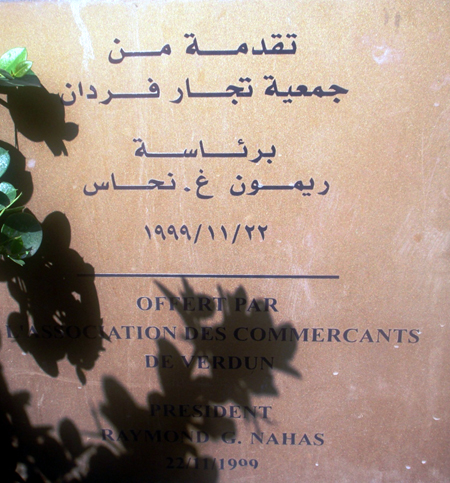 تقدمة من
جمعية تجار فردان
برئاسة
ريمون غ. نحاس
١٩٩٩/١١/٢٢
OFFERT PAR
L'ASSOCIATION DES COMMERCANTS
DE VERDUN
PRESIDENT
RAYMOND G. NAHAS
22/11/1999